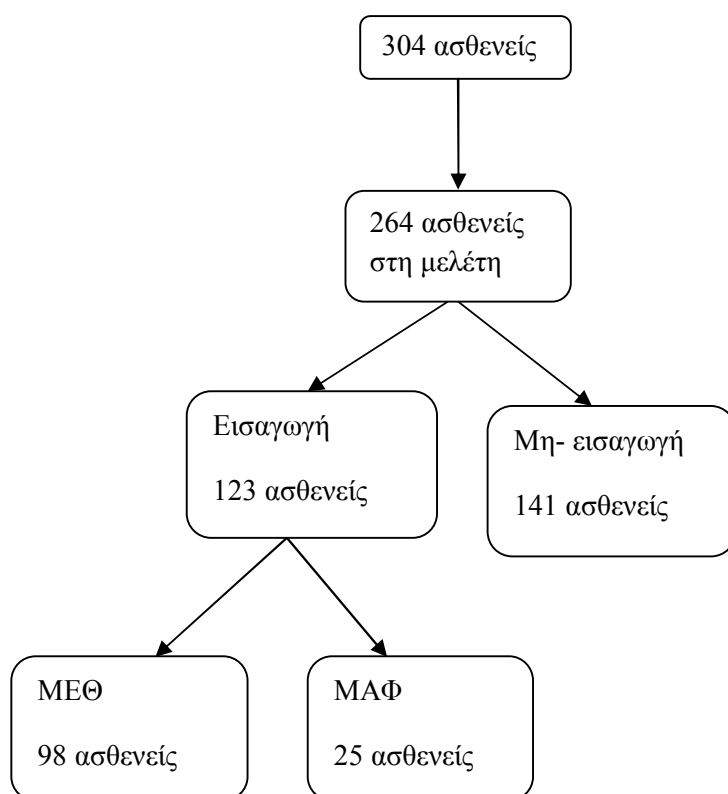 304 ασθενείς
264 ασθενείς
στη μελέτη
Εισαγωγή
123 ασθενείς
Μη- εισαγωγή
141 ασθενείς
ΜΕΘ
98 ασθενείς
ΜΑΦ
25 ασθενείς